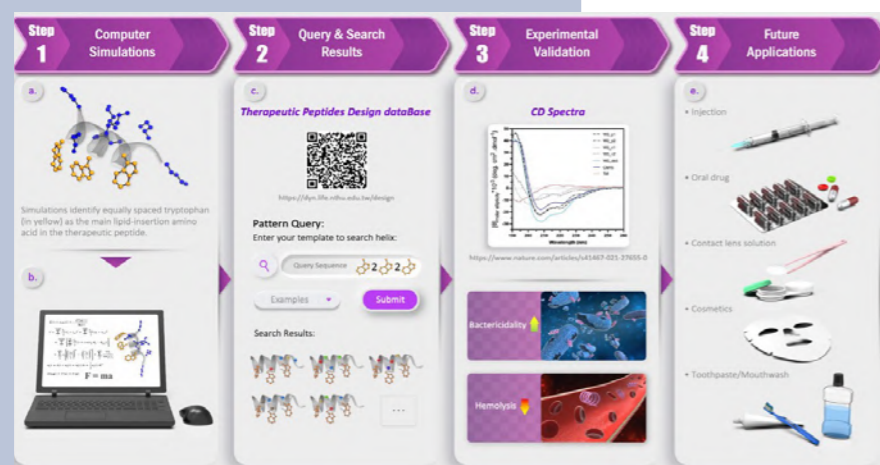 Step
1
Computer
Simulations
a.
Simulations identify equally spaced tryptophan
(in yellow) as the main lipid-insertion amino
acid in the therapeutic peptide.
b.
F = ma
Step
2
Query & Search
Results
c.
Therapeutic Peptides Design dataBase
https://dyn.life.nthu.edu.tw/design
Pattern Query:
Enter your template to search helix:
Query Sequence 2 2
Examples
Submit
Search Results:
...
Step
3
Experimental
Validation
d.
CD Spectra
Wavelength (nm)
https://www.nature.com/articles/s41467-021-27655-0
Bactericidality
Hemolysis
Step
4
Future
Applications
e.
• Injection
• Oral drug
• Contact lens solution
• Cosmetics
• Toothpaste/Mouthwash